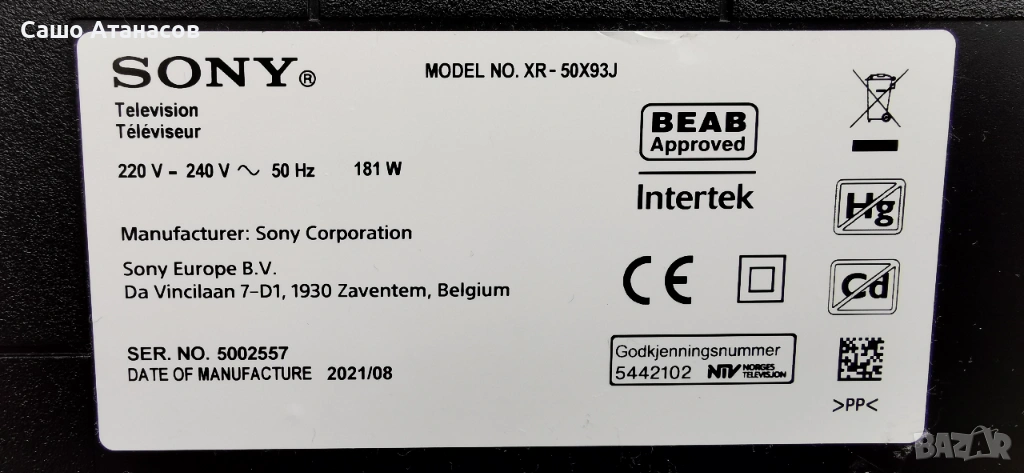 Сашо Атанасов
SONY®
MODEL NO. XR-50X93J
Television
Téléviseur
220 V - 240 V ~ 50 Hz 181 W
BEAB
Approved
Intertek
Hg
Manufacturer: Sony Corporation
Sony Europe B.V.
Da Vincilaan 7-D1, 1930 Zaventem, Belgium
CE
Cd
SER. NO. 5002557
DATE OF MANUFACTURE 2021/08
Godkjenningsnummer
5442102 NTV NORGES
TELEVISJON
>PP<
BAZAR